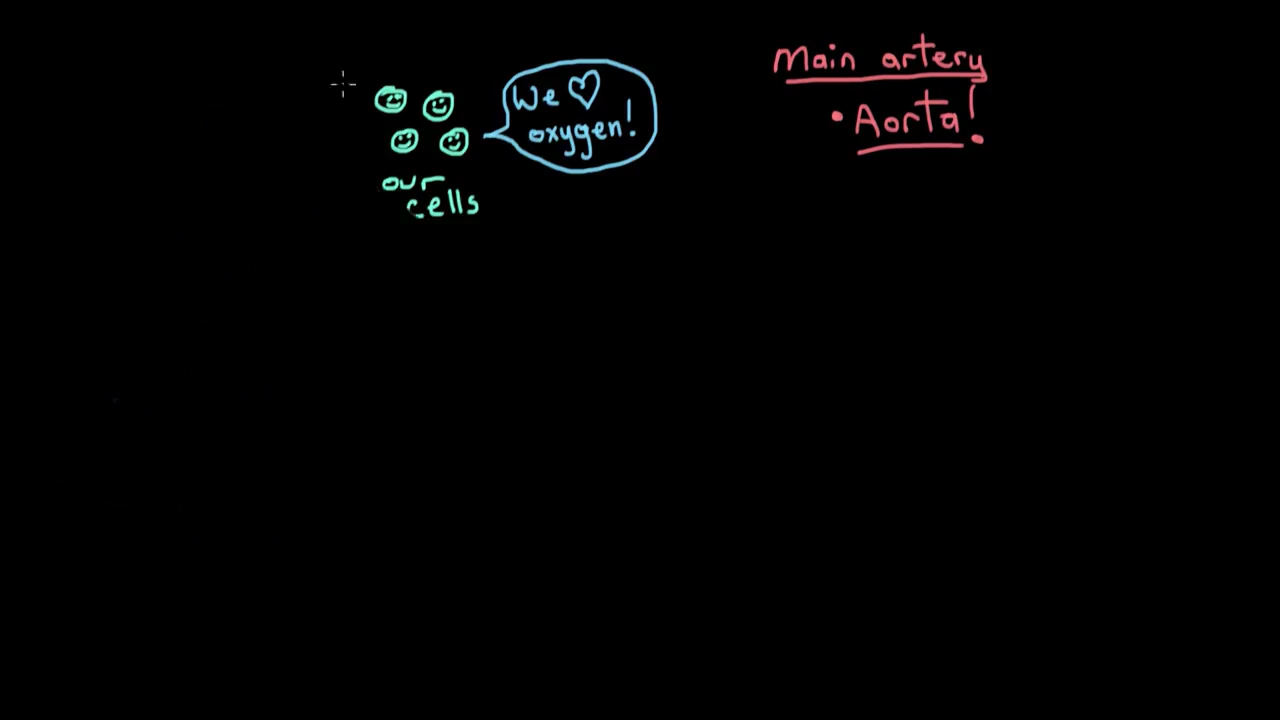 We ♡
oxygen!
our
cells
Main artery
• Aorta!